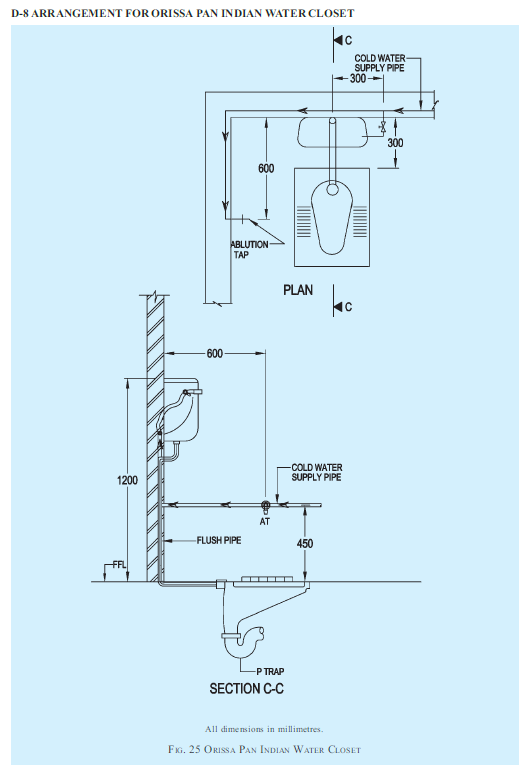 D-8 ARRANGEMENT FOR ORISSA PAN INDIAN WATER CLOSET
C
COLD WATER
SUPPLY PIPE
300
300
600
ABLUTION
TAP
PLAN
C
600
1200
COLD WATER
SUPPLY PIPE
AT
FLUSH PIPE
450
FFL
P TRAP
SECTION C-C
All dimensions in millimetres.
FIG. 25 ORISSA PAN INDIAN WATER CLOSET